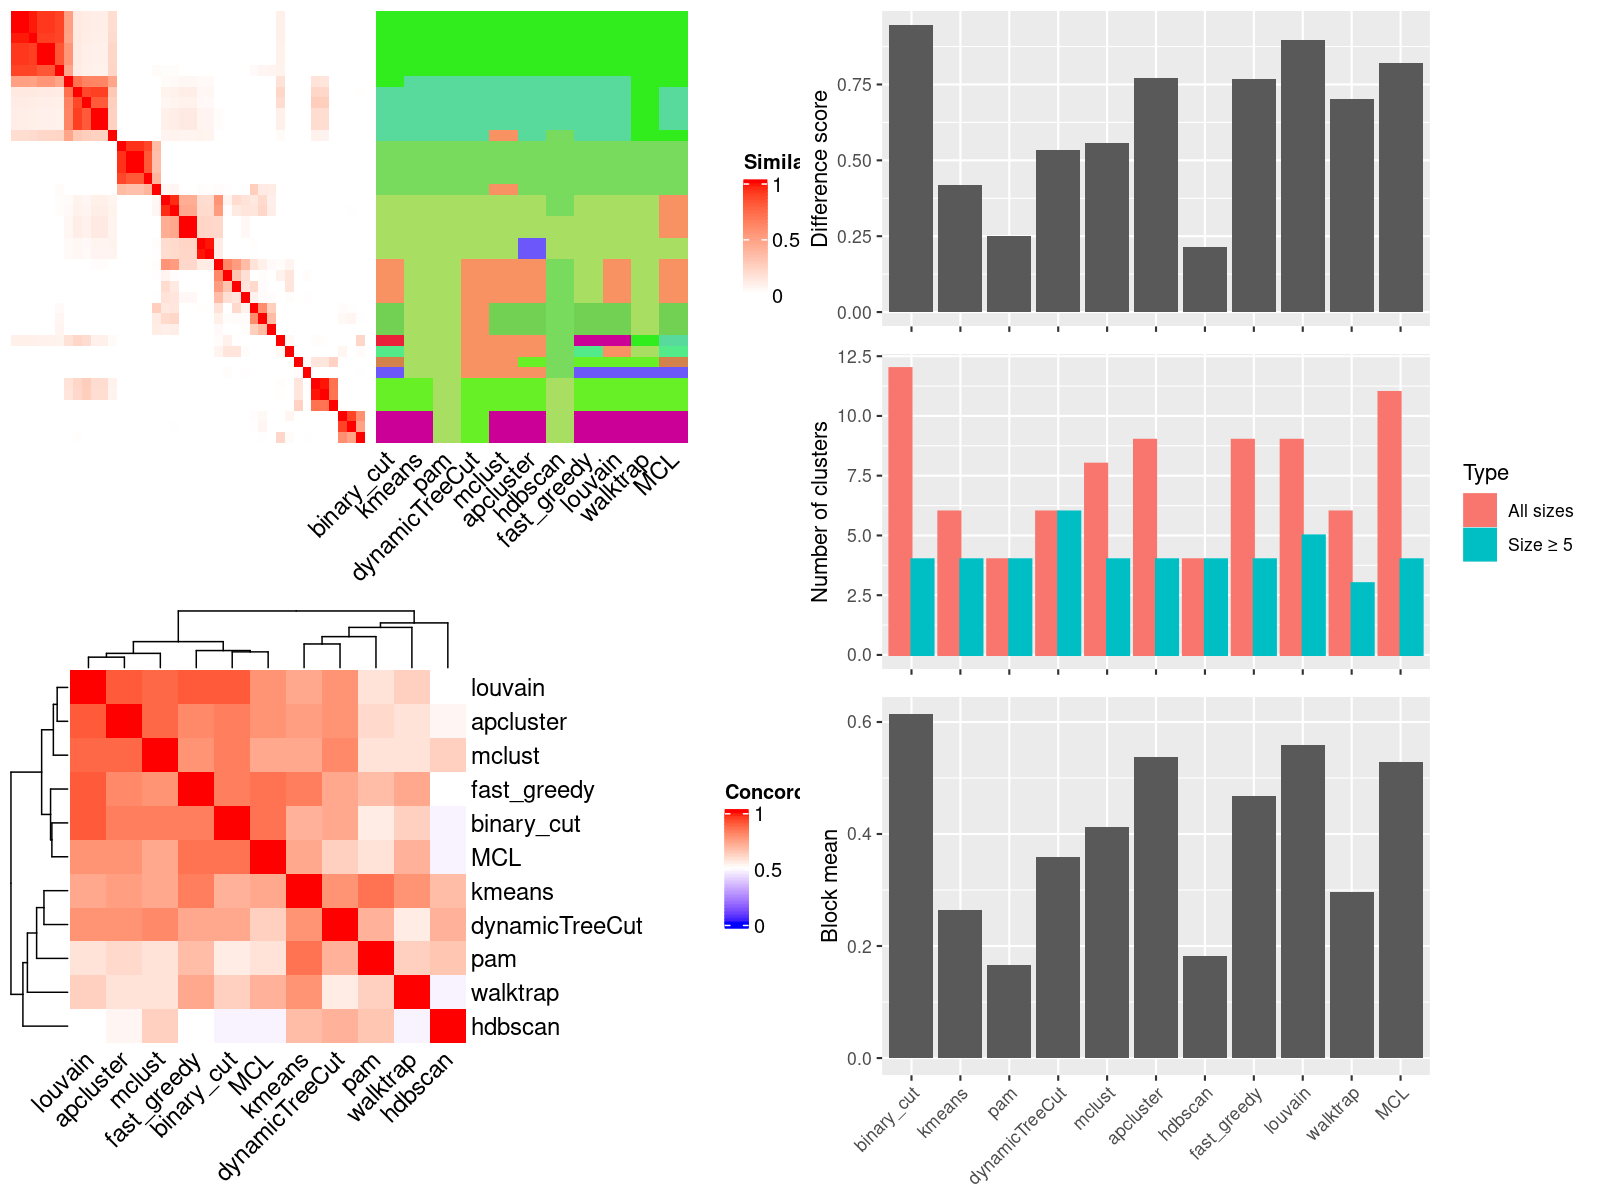 Simila
1
0.5
0
binary_cut
kmeans
pam
dynamicTreeCut
mclust
apcluster
hdbscan
fast_greedy
louvain
walktrap
MCL
louvain
apcluster
mclust
fast_greedy
binary_cut
MCL
kmeans
dynamicTreeCut
pam
walktrap
hdbscan
louvain
apcluster
mclust
fast_greedy
binary_cut
MCL
kmeans
dynamicTreeCut
pam
walktrap
hdbscan
Concord
1
0.5
0
Difference score
0.75
0.50
0.25
0.00
Number of clusters
12.5
10.0
7.5
5.0
2.5
0.0
Type
All sizes
Size ≥ 5
Block mean
0.6
0.4
0.2
0.0
binary_cut
kmeans
pam
dynamicTreeCut
mclust
apcluster
hdbscan
fast_greedy
louvain
walktrap
MCL